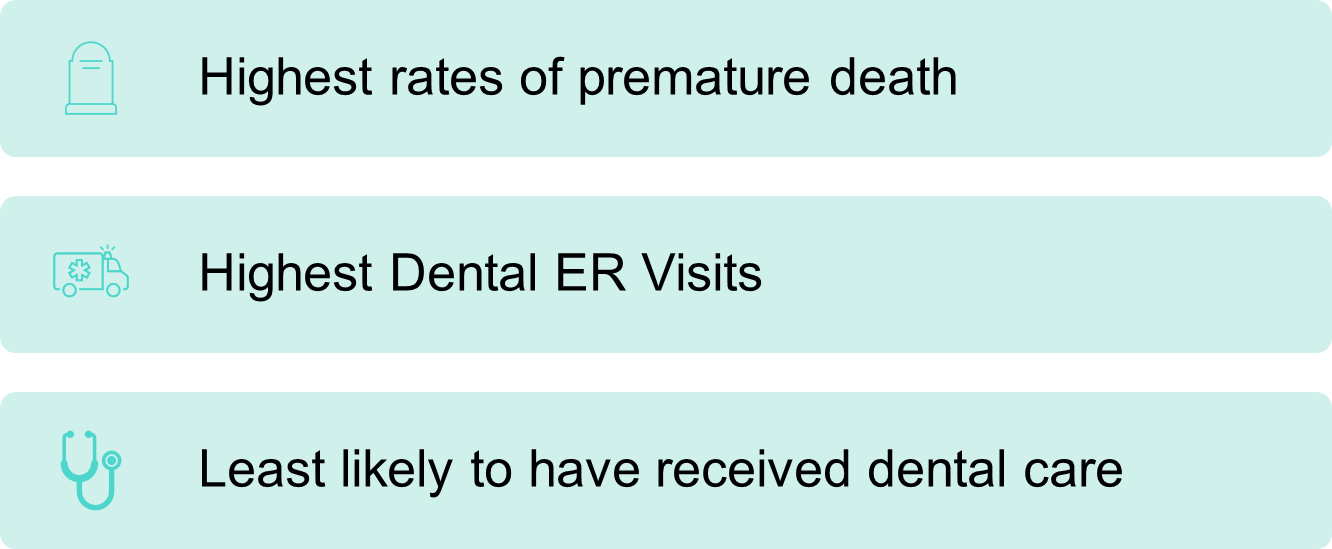 Highest rates of premature death
Highest Dental ER Visits
Least likely to have received dental care